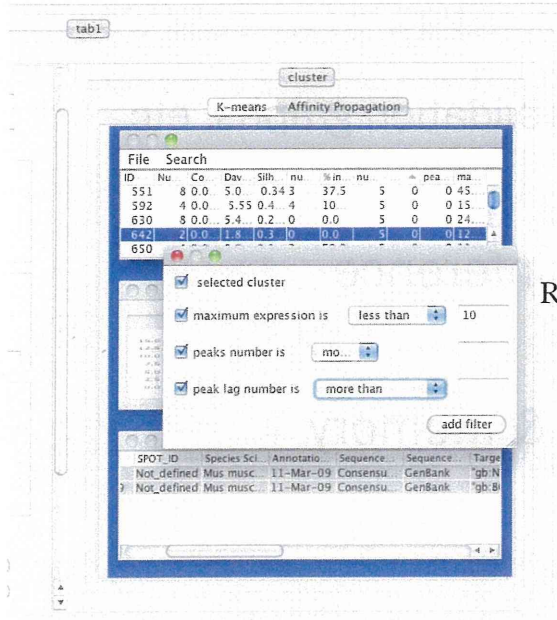 tab1
cluster
K-means Affinity Propagation
File Search
ID Nu... Co... Dav... Silh... nu... % in... nu... pea... ma...
551 8 0.0... 5.0... 0.34 3 37.5 5 0 0 45...
592 4 0.0... 5.55 0.4... 4 10... 5 0 0 15...
630 8 0.0... 5.4... 0.2... 0 0.0 5 0 0 24...
642 2 0.0... 1.8... 0.3... 0 0.0 5 0 0 12...
650
selected cluster
R
maximum expression is less than 10
peaks number is mo...
peak lag number is more than
add filter
SPOT_ID Species Sci... Annotatio... Sequence... Sequence... Targe
Not_defined Mus musc... 11-Mar-09 Consensu... GenBank "gb:N
Not_defined Mus musc... 11-Mar-09 Consensu... GenBank "gb:B